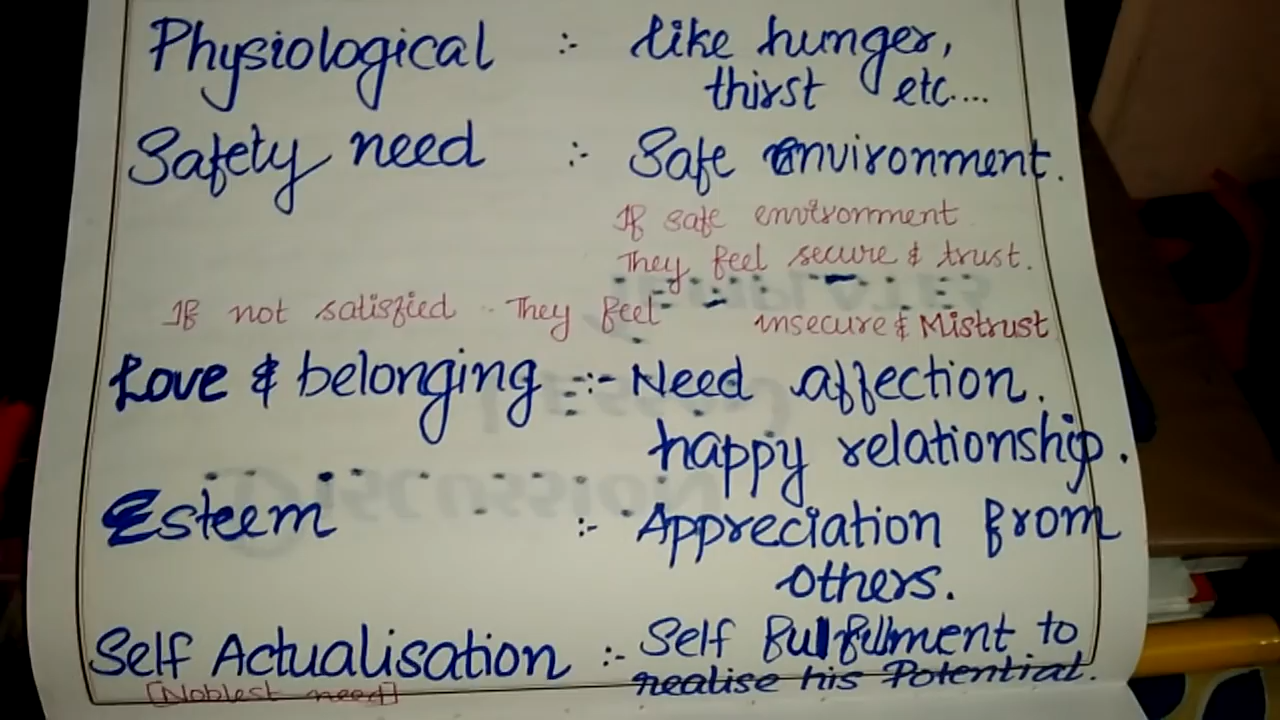 Physiological :- like hunger,
thirst etc....
Safety need :- Safe environment.
If safe environment
They feel secure & trust.
If not satisfied . They feel - insecure & Mistrust
Love & belonging :- Need affection.
happy relationship.
Esteem :- Appreciation from
others.
Self Actualisation :- Self fulfillment to
[Noblest need] realise his Potential.